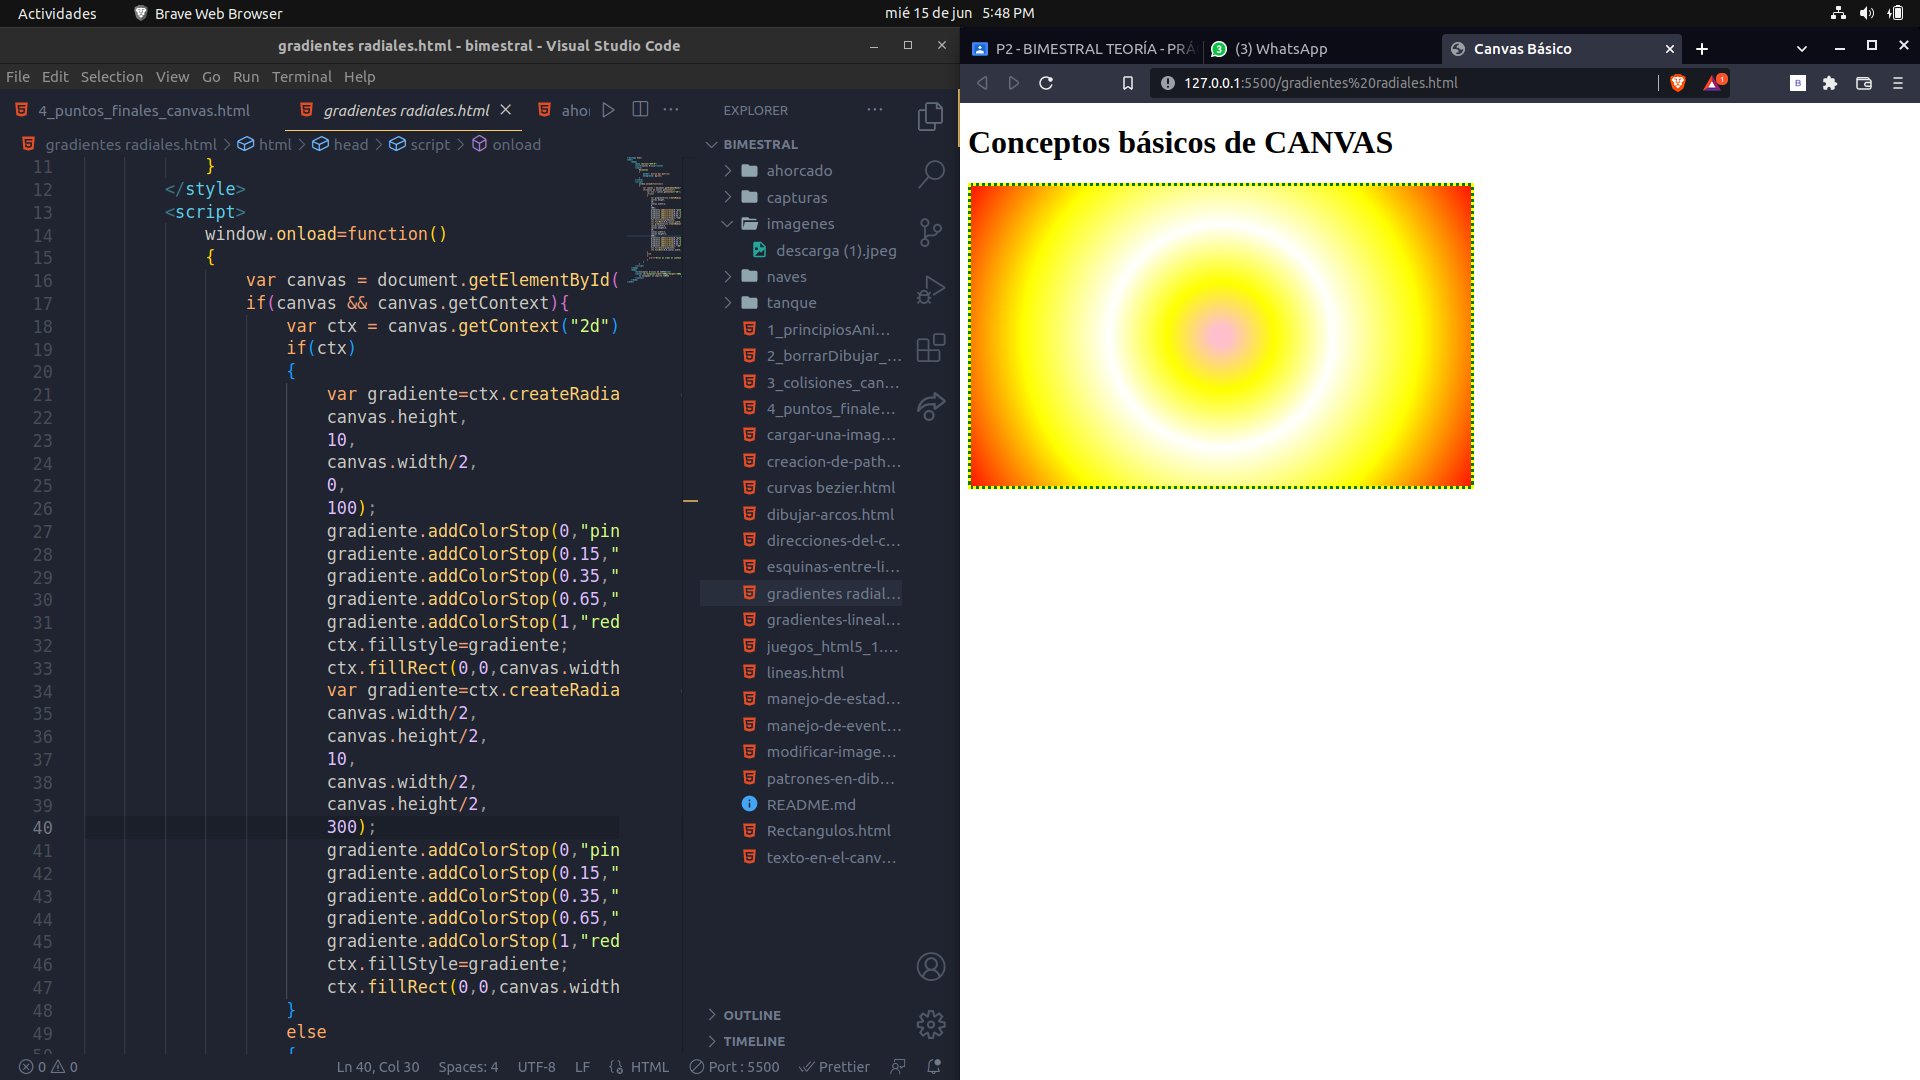 Actividades
Brave Web Browser
mié 15 de jun 5:48 PM
gradientes radiales.html - bimestral - Visual Studio Code
File Edit Selection View Go Run Terminal Help
4_puntos_finales_canvas.html
gradientes radiales.html
ahor
gradientes radiales.html > html > head > script > onload
11 }
12 </style>
13 <script>
14 window.onload=function()
15 {
16 var canvas = document.getElementById(
17 if(canvas && canvas.getContext){
18 var ctx = canvas.getContext("2d")
19 if(ctx)
20 {
21 var gradiente=ctx.createRadia
22 canvas.height,
23 10,
24 canvas.width/2,
25 0,
26 100);
27 gradiente.addColorStop(0,"pin
28 gradiente.addColorStop(0.15,"
29 gradiente.addColorStop(0.35,"
30 gradiente.addColorStop(0.65,"
31 gradiente.addColorStop(1,"red
32 ctx.fillstyle=gradiente;
33 ctx.fillRect(0,0,canvas.width
34 var gradiente=ctx.createRadia
35 canvas.width/2,
36 canvas.height/2,
37 10,
38 canvas.width/2,
39 canvas.height/2,
40 300);
41 gradiente.addColorStop(0,"pin
42 gradiente.addColorStop(0.15,"
43 gradiente.addColorStop(0.35,"
44 gradiente.addColorStop(0.65,"
45 gradiente.addColorStop(1,"red
46 ctx.fillStyle=gradiente;
47 ctx.fillRect(0,0,canvas.width
48 }
49 else
{
EXPLORER
BIMESTRAL
ahorcado
capturas
imagenes
descarga (1).jpeg
naves
tanque
1_principiosAni...
2_borrarDibujar_...
3_colisiones_can...
4_puntos_finale...
cargar-una-imag...
creacion-de-path...
curvas bezier.html
dibujar-arcos.html
direcciones-del-c...
esquinas-entre-li...
gradientes radial...
gradientes-lineal...
juegos_html5_1....
lineas.html
manejo-de-estad...
manejo-de-event...
modificar-image...
patrones-en-dib...
README.md
Rectangulos.html
texto-en-el-canv...
OUTLINE
TIMELINE
0 0
Ln 40, Col 30
Spaces: 4
UTF-8
LF
HTML
Port : 5500
Prettier
P2 - BIMESTRAL TEORÍA - PRÁ
(3) WhatsApp
Canvas Básico
127.0.0.1:5500/gradientes%20radiales.html
1
B
Conceptos básicos de CANVAS